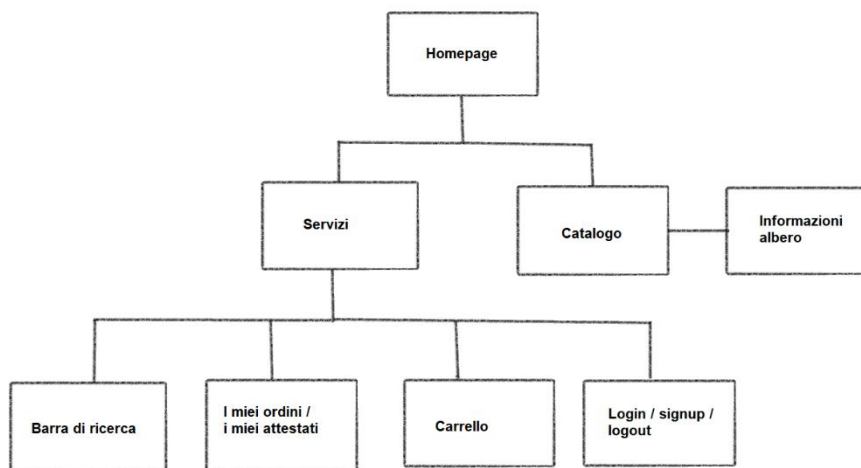 Homepage
Servizi
Catalogo
Informazioni
albero
Barra di ricerca
I miei ordini /
i miei attestati
Carrello
Login / signup /
logout